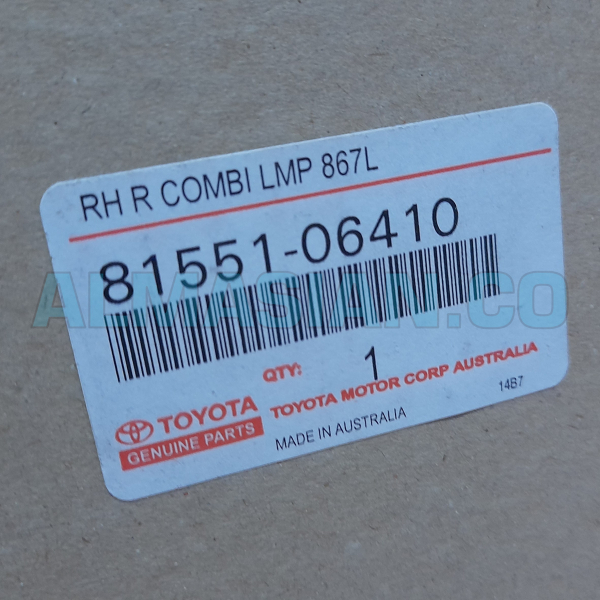 RH R COMBI LMP 867L
81551-06410
ALMASIAN.CO
QTY: 1
TOYOTA
GENUINE PARTS
TOYOTA MOTOR CORP AUSTRALIA
MADE IN AUSTRALIA
14B7